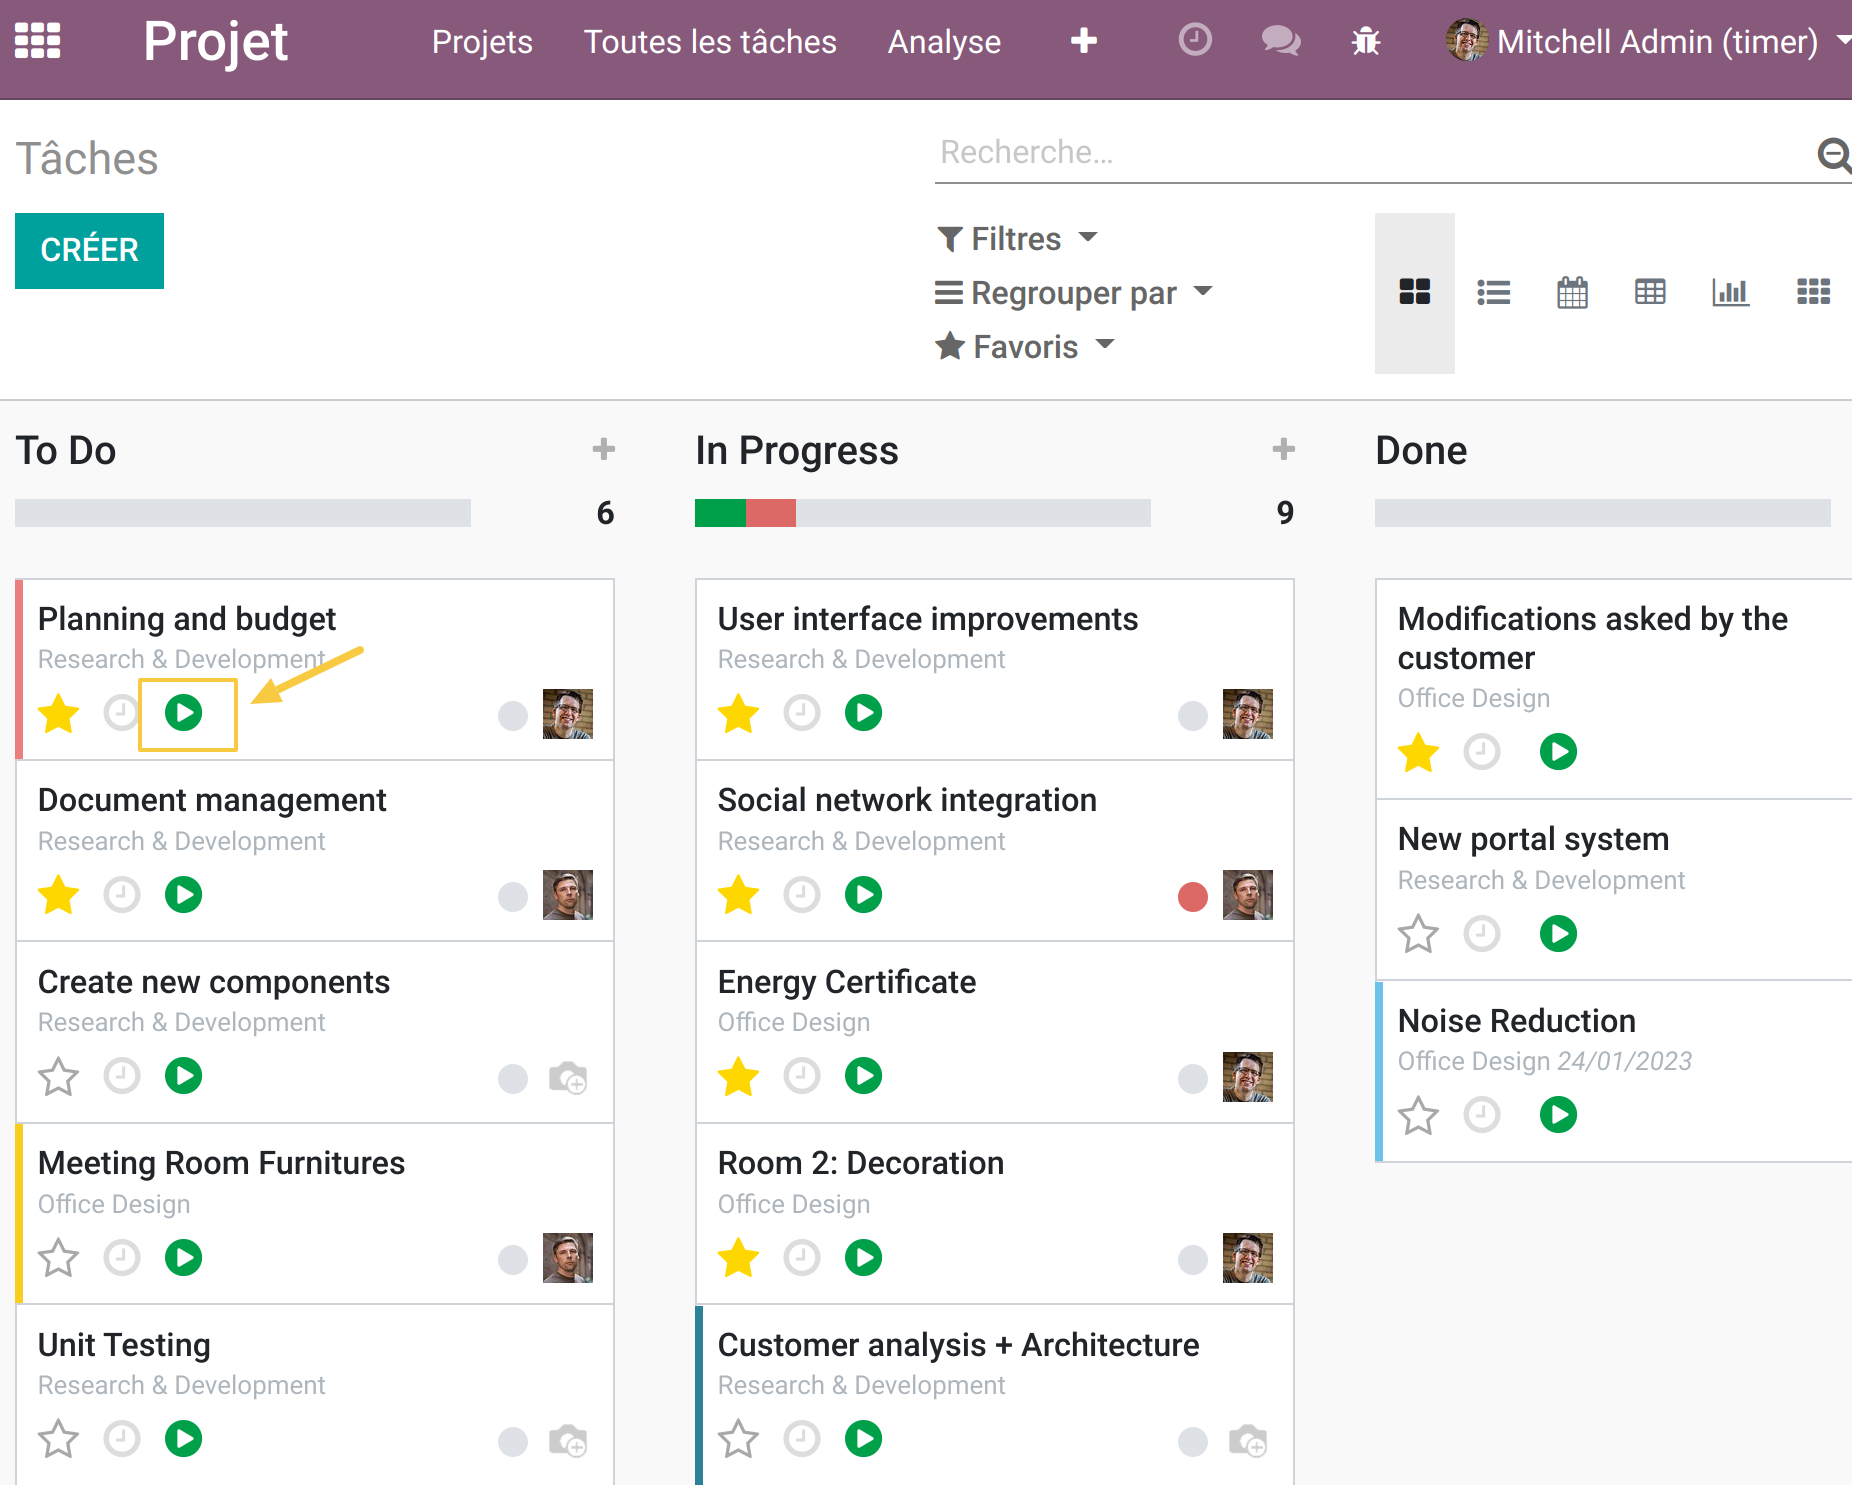 Projet
Projets
Toutes les tâches
Analyse
Mitchell Admin (timer)
Tâches
Recherche...
CRÉER
Filtres
Regrouper par
Favoris
To Do
6
Planning and budget
Research & Development
Document management
Research & Development
Create new components
Research & Development
Meeting Room Furnitures
Office Design
Unit Testing
Research & Development
In Progress
9
User interface improvements
Research & Development
Social network integration
Research & Development
Energy Certificate
Office Design
Room 2: Decoration
Office Design
Customer analysis + Architecture
Research & Development
Done
Modifications asked by the
customer
Office Design
New portal system
Research & Development
Noise Reduction
Office Design 24/01/2023